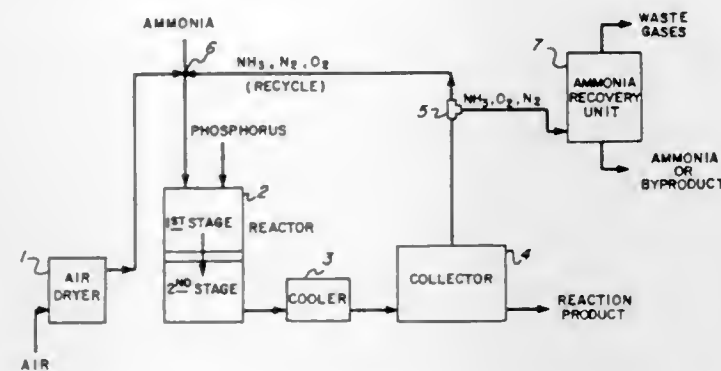 AMMONIA
6
NH3, N2, O2
(RECYCLE)
PHOSPHORUS
2
1ST STAGE
REACTOR
2ND STAGE
1
AIR
DRYER
AIR
3
COOLER
4
COLLECTOR
REACTION
PRODUCT
5
NH3, O2, N2
7
WASTE
GASES
AMMONIA
RECOVERY
UNIT
AMMONIA
OR
BYPRODUCT